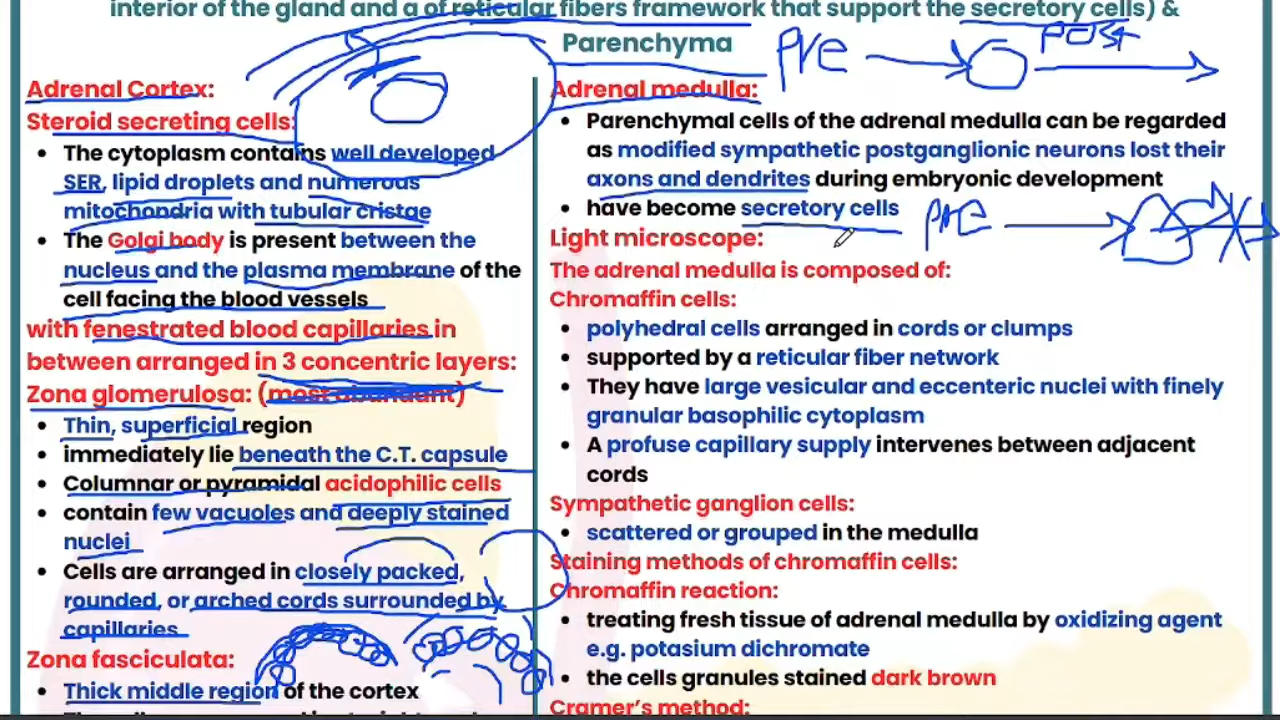 interior of the gland and a of reticular fibers framework that support the secretory cells) &
Parenchyma
Adrenal Cortex:
Steroid secreting cells:
• The cytoplasm contains well developed
SER, lipid droplets and numerous
mitochondria with tubular cristae
• The Golgi body is present between the
nucleus and the plasma membrane of the
cell facing the blood vessels
with fenestrated blood capillaries in
between arranged in 3 concentric layers:
Zona glomerulosa: (most abundant)
• Thin, superficial region
• immediately lie beneath the C.T. capsule
• Columnar or pyramidal acidophilic cells
• contain few vacuoles and deeply stained
nuclei
• Cells are arranged in closely packed,
rounded, or arched cords surrounded by
capillaries
Zona fasciculata:
• Thick middle region of the cortex
Pre
Post
Adrenal medulla:
• Parenchymal cells of the adrenal medulla can be regarded
as modified sympathetic postganglionic neurons lost their
axons and dendrites during embryonic development
• have become secretory cells
Pre
Light microscope:
The adrenal medulla is composed of:
Chromaffin cells:
• polyhedral cells arranged in cords or clumps
• supported by a reticular fiber network
• They have large vesicular and eccenteric nuclei with finely
granular basophilic cytoplasm
• A profuse capillary supply intervenes between adjacent
cords
Sympathetic ganglion cells:
• scattered or grouped in the medulla
Staining methods of chromaffin cells:
Chromaffin reaction:
• treating fresh tissue of adrenal medulla by oxidizing agent
e.g. potasium dichromate
• the cells granules stained dark brown
Cramer's method: